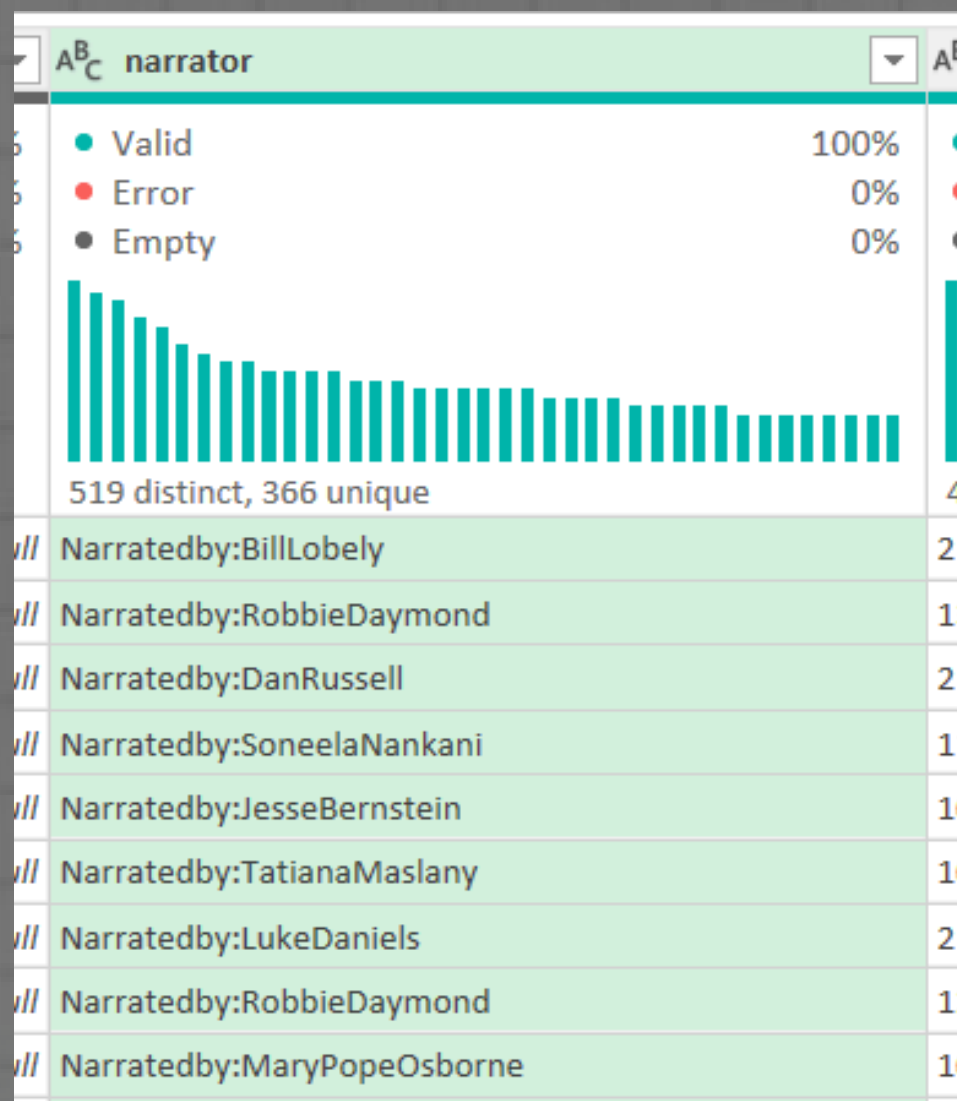 ABC narrator
Valid 100%
Error 0%
Empty 0%
519 distinct, 366 unique
Narratedby:BillLobely
Narratedby:RobbieDaymond
Narratedby:DanRussell
Narratedby:SoneelaNankani
Narratedby:JesseBernstein
Narratedby:TatianaMaslany
Narratedby:LukeDaniels
Narratedby:RobbieDaymond
Narratedby:MaryPopeOsborne